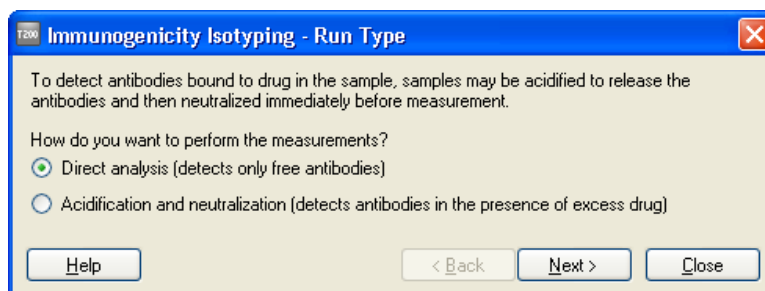 T200 Immunogenicity Isotyping - Run Type
To detect antibodies bound to drug in the sample, samples may be acidified to release the
antibodies and then neutralized immediately before measurement.
How do you want to perform the measurements?
Direct analysis (detects only free antibodies)
Acidification and neutralization (detects antibodies in the presence of excess drug)
Help < Back Next > Close